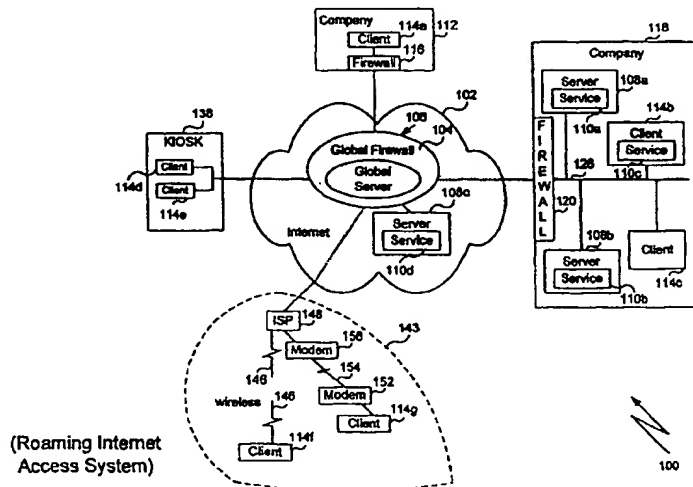 Company
114a
112
Client
116
Firewall
118
Company
Server
108a
Service
114b
110a
Client
Service
110c
126
FIREWALL
120
108b
Server
Service
110b
Client
114c
102
106
104
Global Firewall
Global
Server
108c
Server
Service
110d
Internet
138
KIOSK
Client
114d
Client
114e
ISP
148
143
Modem
156
146
154
wireless
146
152
Modem
Client
114g
Client
114f
(Roaming Internet
Access System)
100